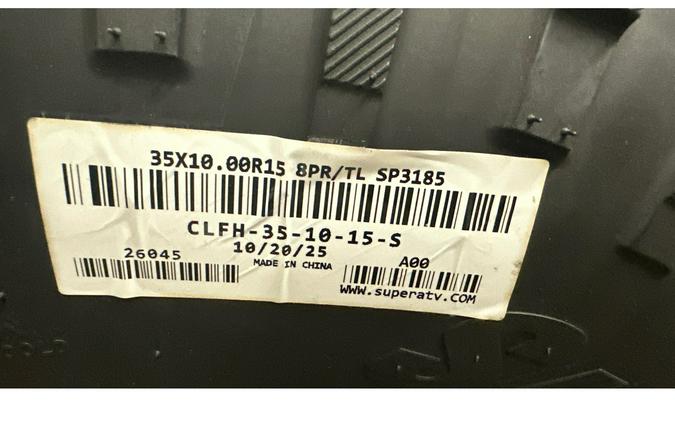 35X10.00R15 8PR/TL SP3185
CLFH-35-10-15-S
10/20/25
26045
MADE IN CHINA
A00
WWW.superatv.COM